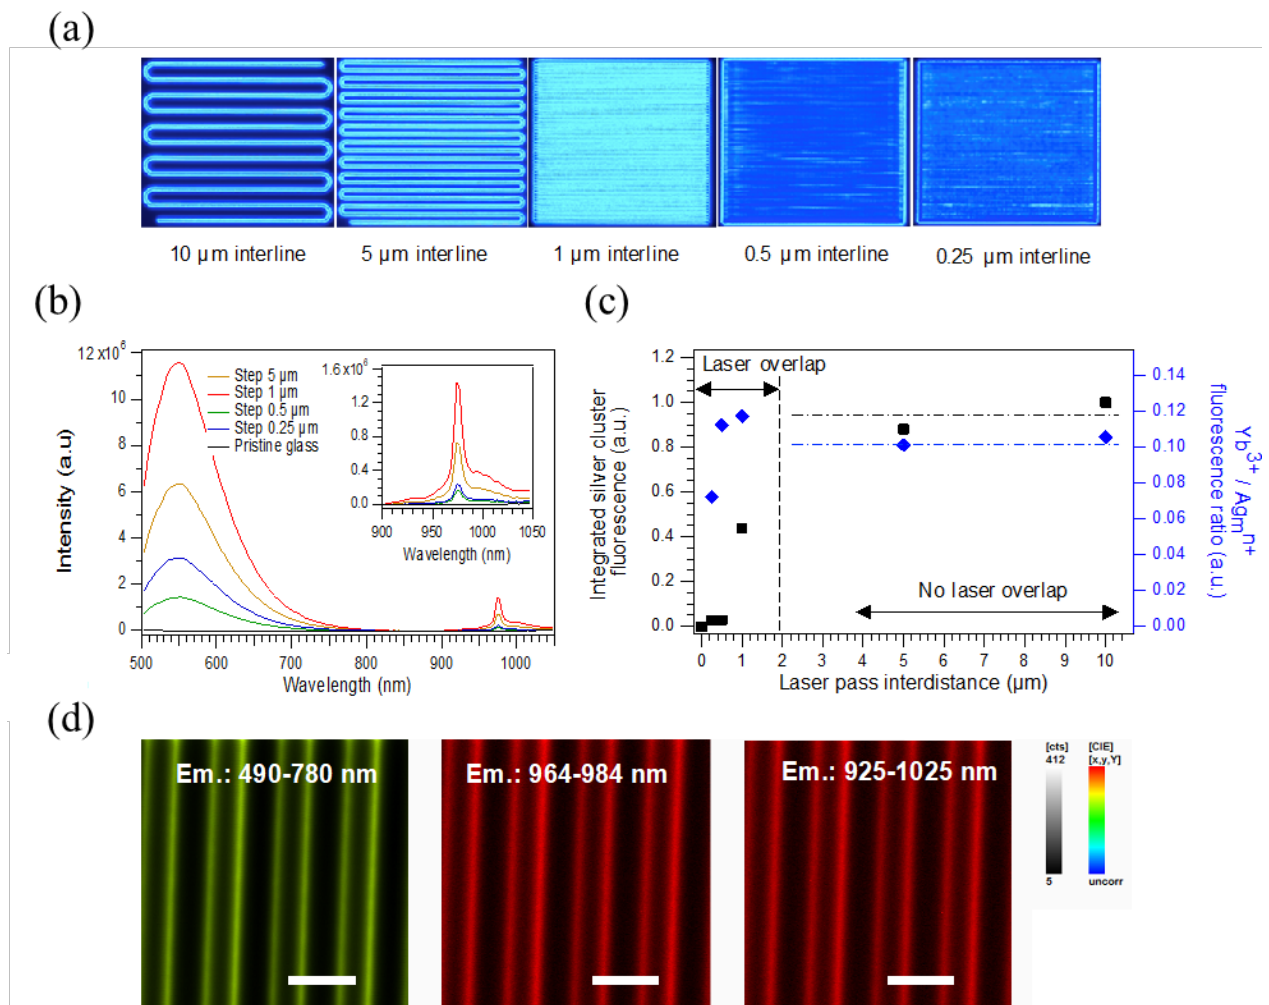 (a)
10 µm interline
5 µm interline
1 µm interline
0.5 µm interline
0.25 µm interline
(b)
12 x10⁶
10
8
6
4
2
0
Intensity (a.u)
500
600
700
800
900
1000
Wavelength (nm)
Step 5 µm
Step 1 µm
Step 0.5 µm
Step 0.25 µm
Pristine glass
1.6x10⁶
1.2
0.8
0.4
0.0
900
950
1000
1050
Wavelength (nm)
(c)
Integrated silver cluster
fluorescence (a.u.)
1.2
1.0
0.8
0.6
0.4
0.2
0.0
Laser overlap
No laser overlap
0
1
2
3
4
5
6
7
8
9
10
Laser pass interdistance (µm)
0.14
0.12
0.10
0.08
0.06
0.04
0.02
0.00
Yb³⁺ / Agₘⁿ⁺
fluorescence ratio (a.u.)
(d)
Em.: 490-780 nm
Em.: 964-984 nm
Em.: 925-1025 nm
[cts]
412
5
[CIE]
[x,y,Y]
uncorr